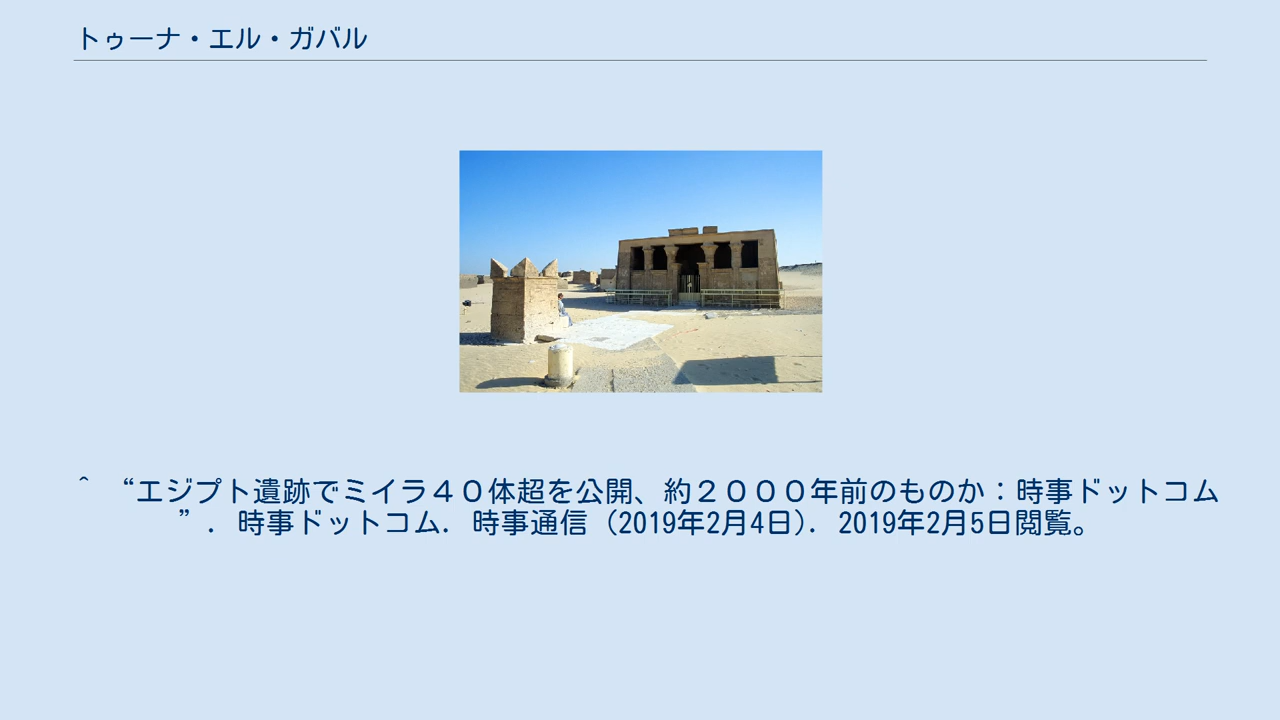 トゥーナ・エル・ガバル
^ “エジプト遺跡でミイラ４０体超を公開、約２０００年前のものか：時事ドットコム
”. 時事ドットコム. 時事通信 (2019年2月4日). 2019年2月5日閲覧。